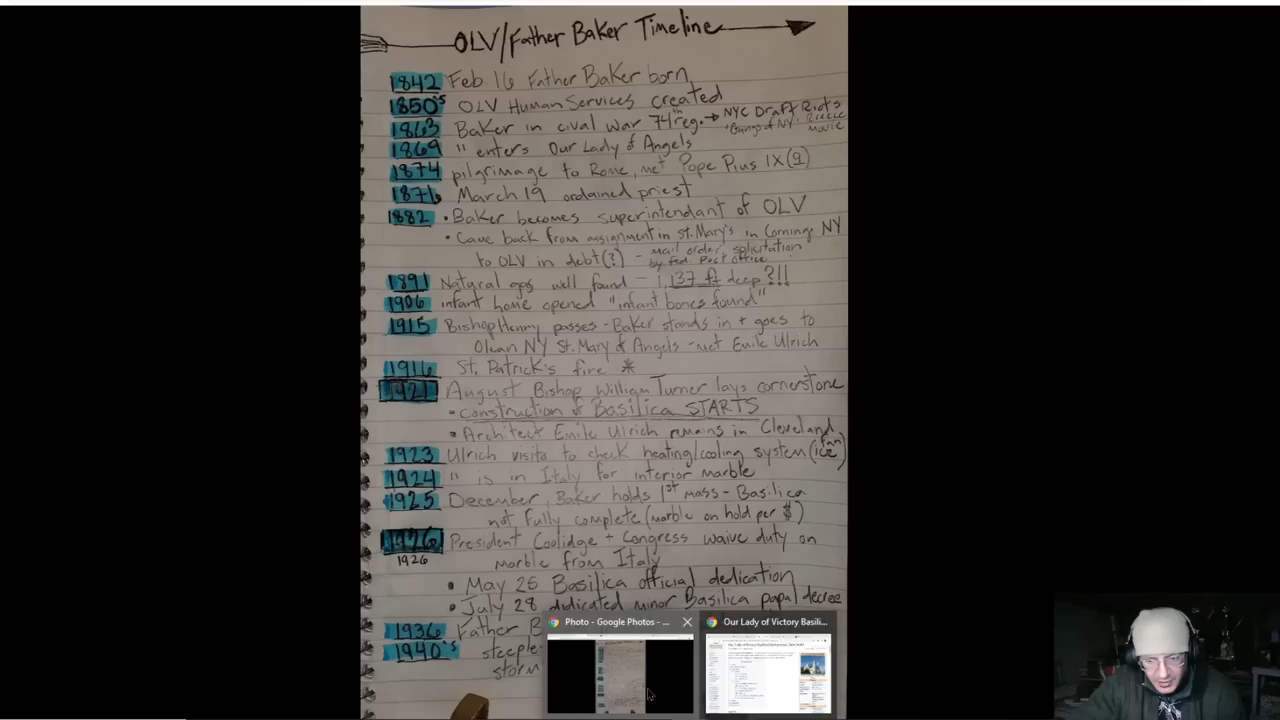 OLV/Father Baker Timeline
1842 Feb 16 Father Baker born
1850's OLV Human Services created
1863 Baker in cival War 74th reg. → NYC Draft Riots
"Gangs of NY" movie
1869 " enters Our Lady of Angels
1874 pilgrimage to Rome, met Pope Pius IX (9)
1876 March 19 ordained priest
1882 • Baker becomes superintendant of OLV
• Came back from assignment in St. Mary's in Corning NY
to OLV in debt(?) – mail order solicitation
by fed. Post office
1891 Natural gas well found – 1,137 ft deep?!!
1906 infant home opened "infant bones found"
1915 Bishop Henny passes - Baker stands in + goes to
Olean NY St. Mary of Angels - met Emile Ulrich
1916 St. Patrick's fire *
1921 August Bishop William Turner lays cornerstone
• construction of Basilica STARTS
• Architect Emile Ulrich remains in Cleveland
1923 Ulrich visits to check heating/cooling system (ice fan)
1924 " is in Italy for interior marble
1925 December, Baker holds 1st mass - Basilica
not fully complete (marble on hold per $)
1926 President Coolidge + Congress waive duty on
1926 marble from Italy
• May 25 Basilica official dedication
• July 28 dedicated minor Basilica papal decree
1936 Father
1940's temple
storm
Photo - Google Photos - ...
Our Lady of Victory Basili...